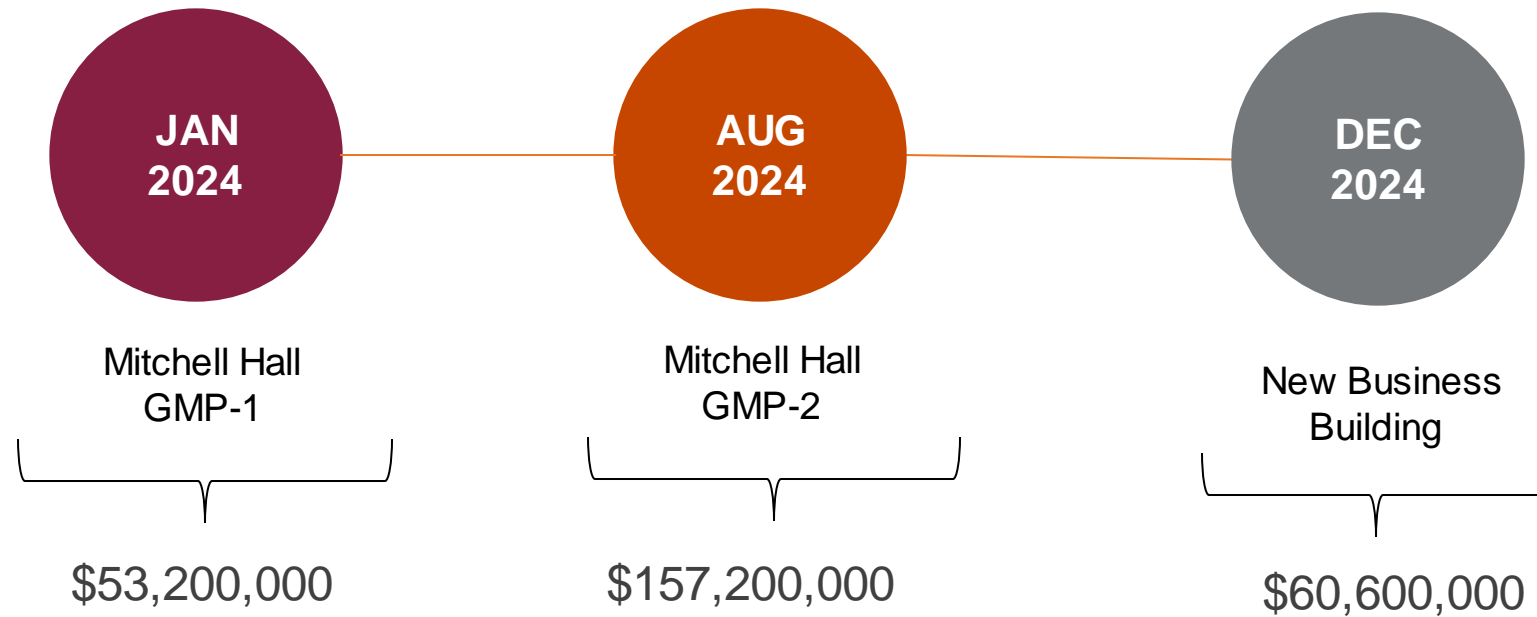 JAN
2024
AUG
2024
DEC
2024
Mitchell Hall
GMP-1
Mitchell Hall
GMP-2
New Business
Building
$53,200,000
$157,200,000
$60,600,000